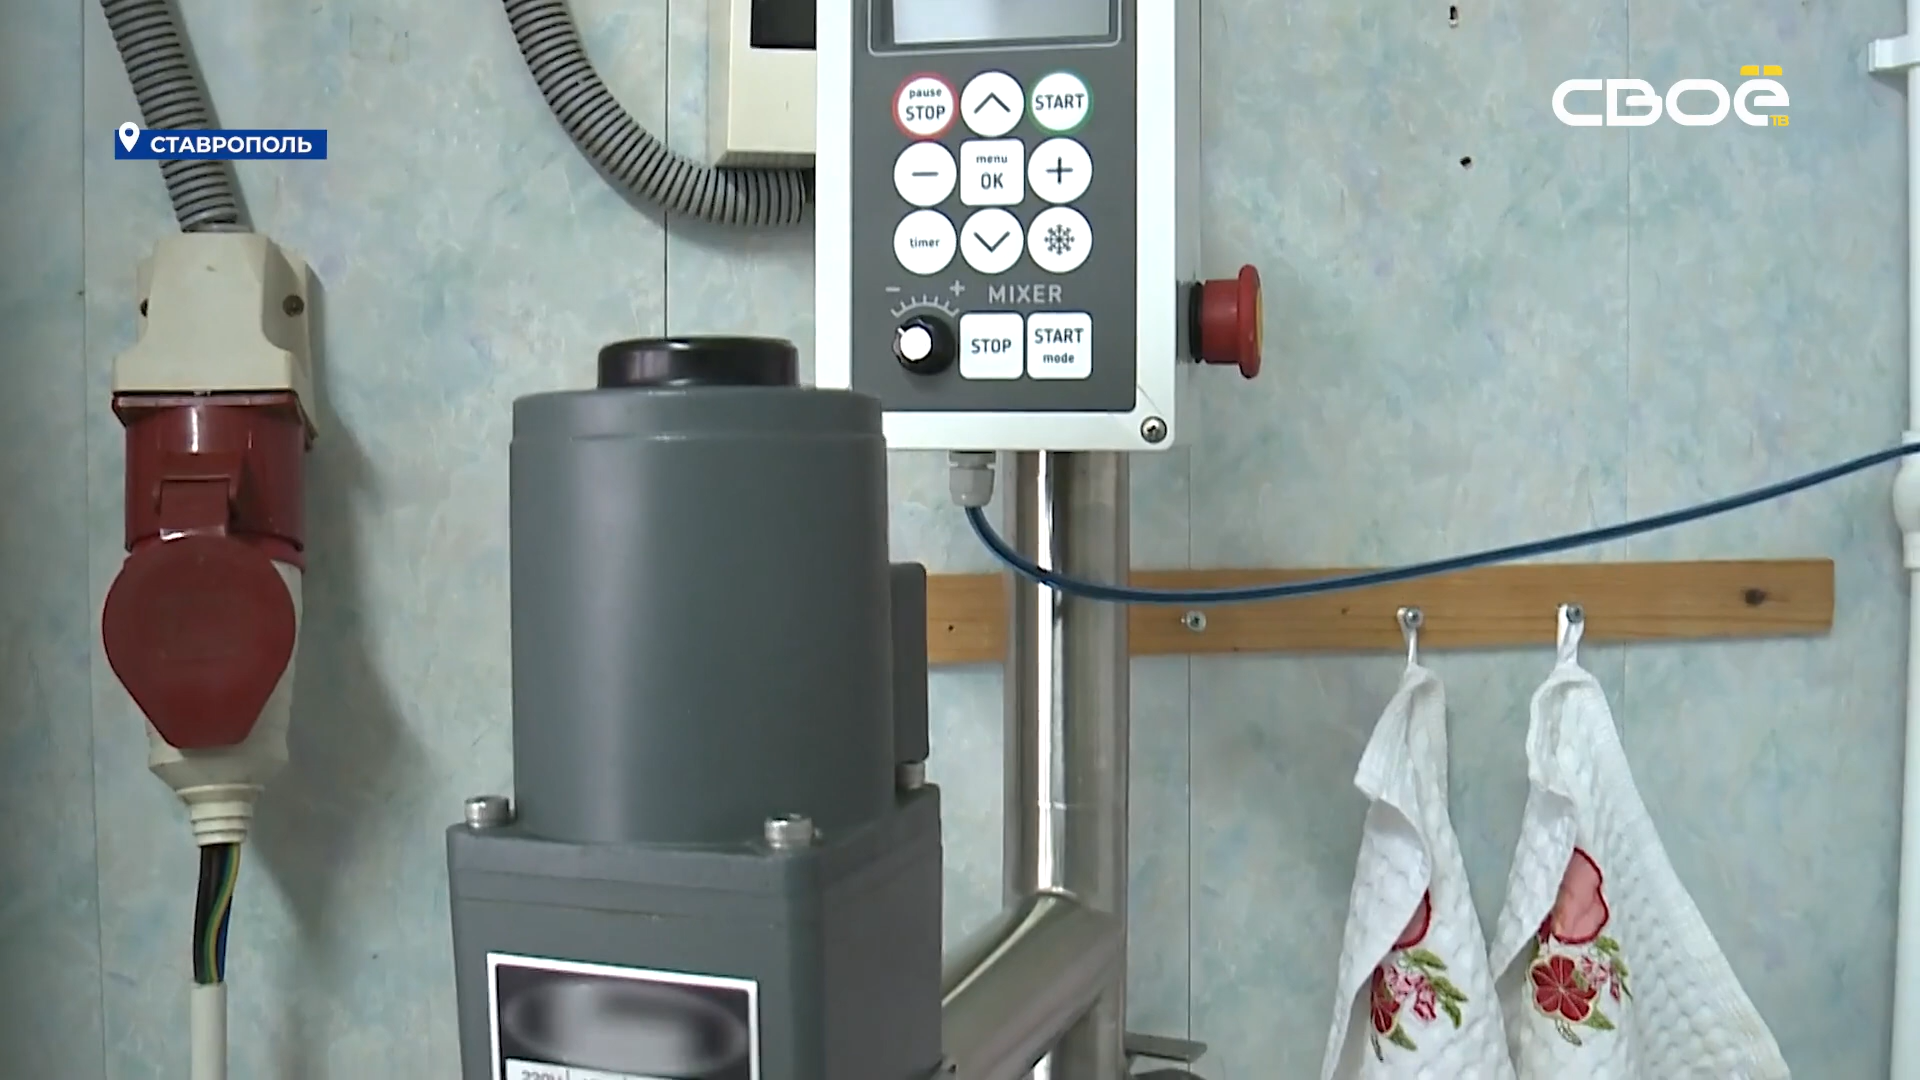 СТАВРОПОЛЬ
СВОЁ
ТВ
pause
STOP
START
menu
OK
timer
MIXER
STOP
START
mode